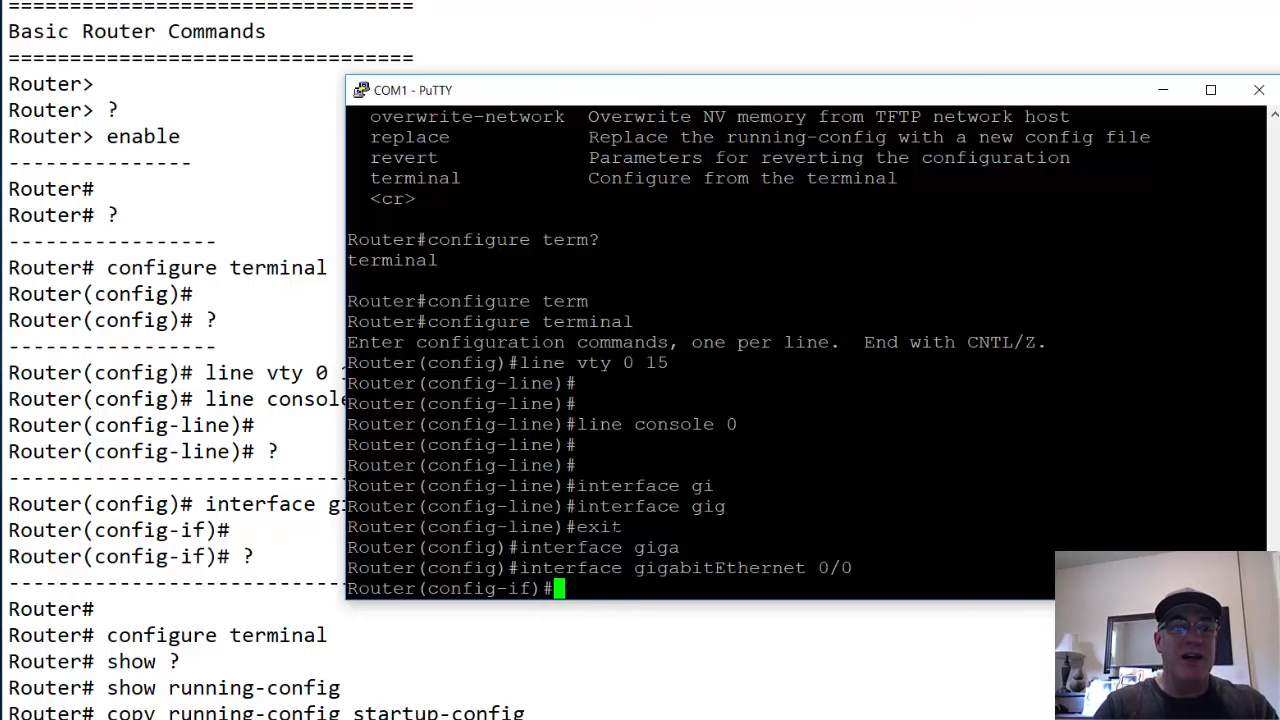 ================================
Basic Router Commands
================================
Router>
Router> ?
Router> enable
---------------
Router#
Router# ?
-----------------
Router# configure terminal
Router(config)#
Router(config)# ?
-----------------
Router(config)# line vty 0
Router(config)# line console
Router(config-line)#
Router(config-line)# ?
---------------------------
Router(config)# interface gi
Router(config-if)#
Router(config-if)# ?
---------------------------
Router#
Router# configure terminal
Router# show ?
Router# show running-config
Router# copy running-config startup-config
COM1 - PuTTY
overwrite-network Overwrite NV memory from TFTP network host
replace Replace the running-config with a new config file
revert Parameters for reverting the configuration
terminal Configure from the terminal
<cr>
Router#configure term?
terminal
Router#configure term
Router#configure terminal
Enter configuration commands, one per line. End with CNTL/Z.
Router(config)#line vty 0 15
Router(config-line)#
Router(config-line)#
Router(config-line)#line console 0
Router(config-line)#
Router(config-line)#
Router(config-line)#interface gi
Router(config-line)#interface gig
Router(config-line)#exit
Router(config)#interface giga
Router(config)#interface gigabitEthernet 0/0
Router(config-if)#